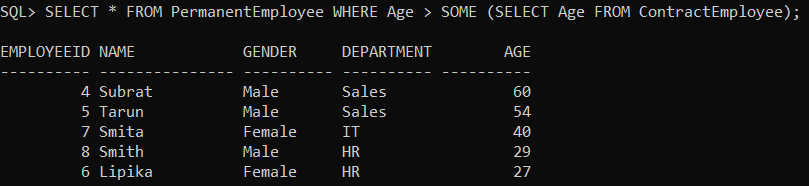 SQL> SELECT * FROM PermanentEmployee WHERE Age > SOME (SELECT Age FROM ContractEmployee);
EMPLOYEEID NAME            GENDER     DEPARTMENT        AGE
---------- --------------- ---------- ---------- ----------
         4 Subrat          Male       Sales              60
         5 Tarun           Male       Sales              54
         7 Smita           Female     IT                 40
         8 Smith           Male       HR                 29
         6 Lipika          Female     HR                 27